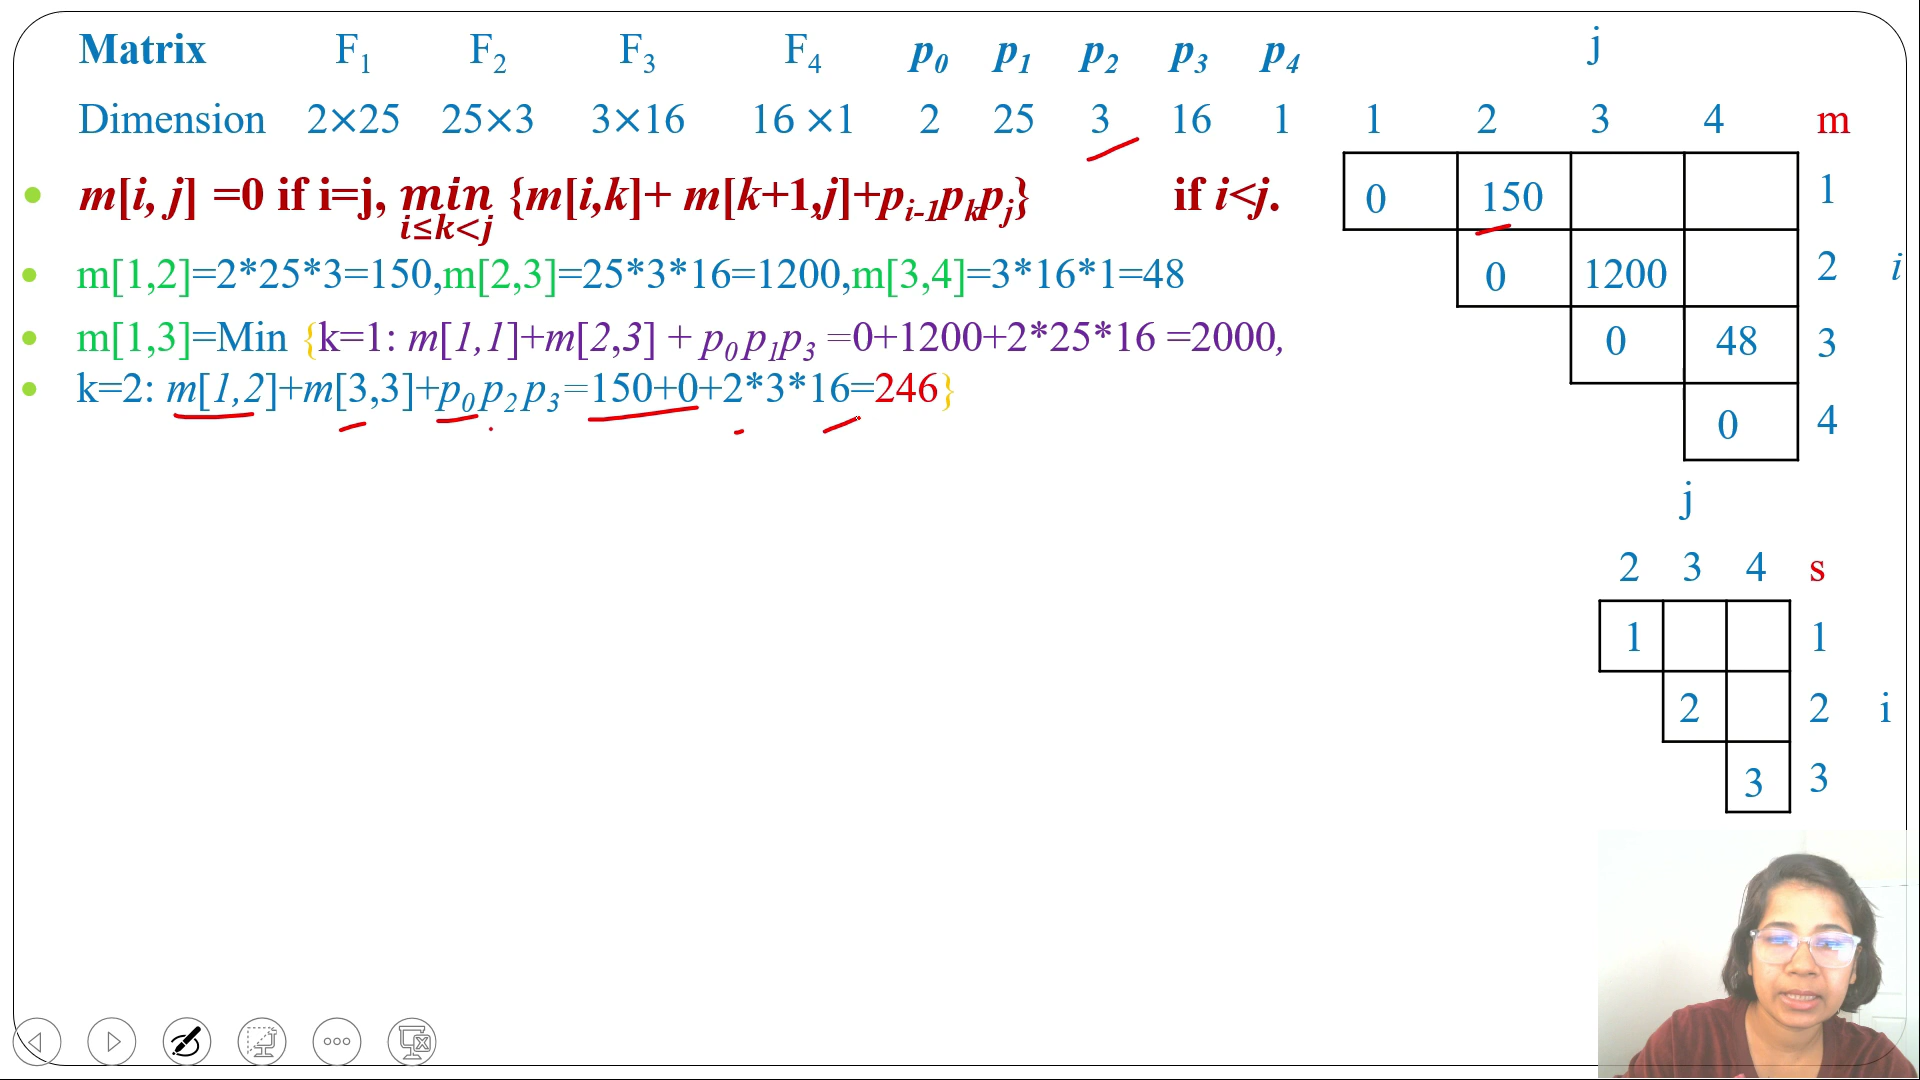 Matrix F1 F2 F3 F4 p0 p1 p2 p3 p4
Dimension 2×25 25×3 3×16 16 ×1 2 25 3 16 1
m[i, j] =0 if i=j, min i≤k<j {m[i,k]+ m[k+1,j]+pi-1pkpj} if i<j.
m[1,2]=2*25*3=150,m[2,3]=25*3*16=1200,m[3,4]=3*16*1=48
m[1,3]=Min {k=1: m[1,1]+m[2,3] + p0p1p3 =0+1200+2*25*16 =2000,
k=2: m[1,2]+m[3,3]+p0p2p3=150+0+2*3*16=246}
j
1 2 3 4 m
0 150 1
0 1200 2 i
0 48 3
0 4
j
2 3 4 s
1 1
2 2 i
3 3